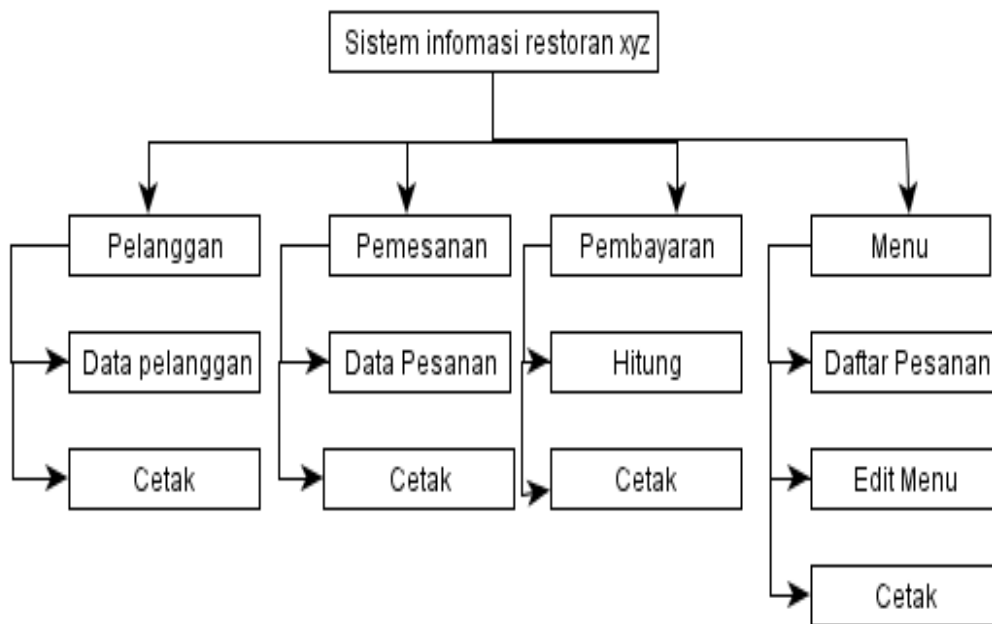 Sistem infomasi restoran xyz
Pelanggan
Pemesanan
Pembayaran
Menu
Data pelanggan
Data Pesanan
Hitung
Daftar Pesanan
Cetak
Cetak
Cetak
Edit Menu
Cetak